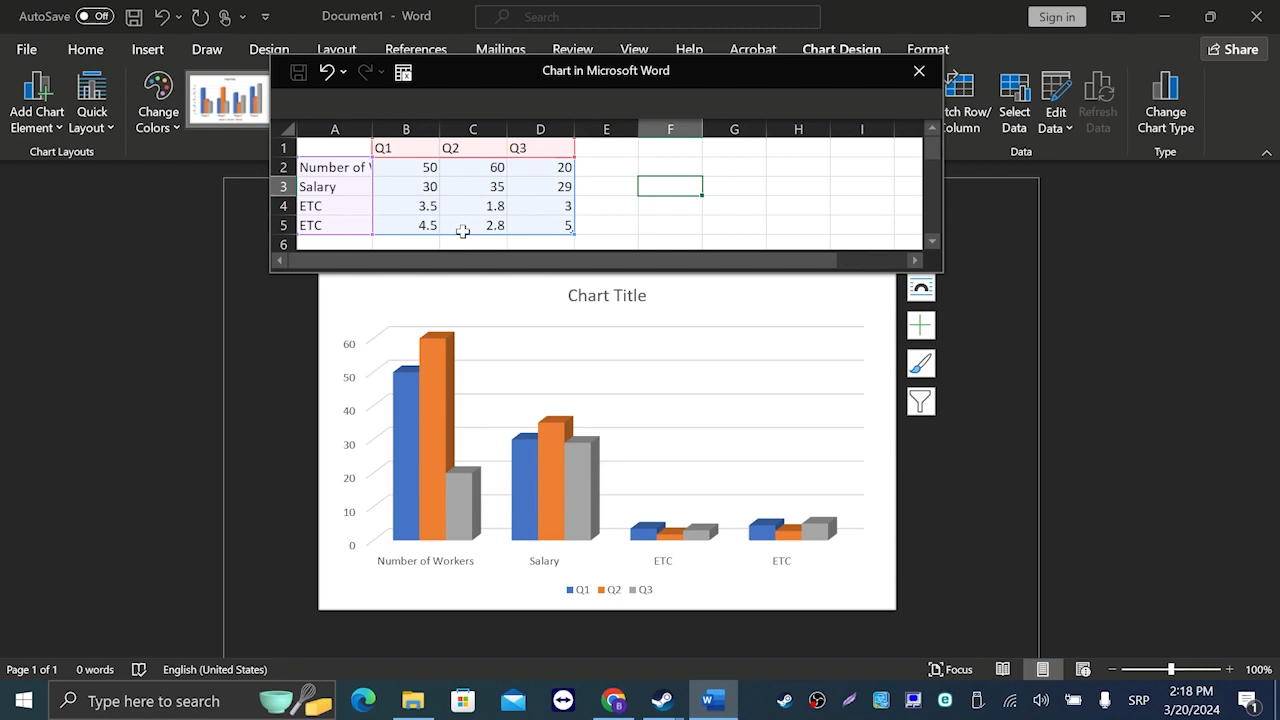 AutoSave Off Document1 - Word Search Sign in
File Home Insert Draw Design Layout References Mailings Review View Help Acrobat Chart Design Format Share
Chart in Microsoft Word
Add Chart Element
Quick Layout
Change Colors
Chart Layouts
tch Row/
olumn
Select Data
Edit Data
Refresh Data
Data
Change Chart Type
Type
A B C D E F G H I
1 Q1 Q2 Q3
2 Number of 50 60 20
3 Salary 30 35 29
4 ETC 3.5 1.8 3
5 ETC 4.5 2.8 5
6
Chart Title
60
50
40
30
20
10
0
Number of Workers Salary ETC ETC
Q1 Q2 Q3
Page 1 of 1 0 words English (United States) Focus 100%
Type here to search SRP 2:18 PM
3/20/2024
1